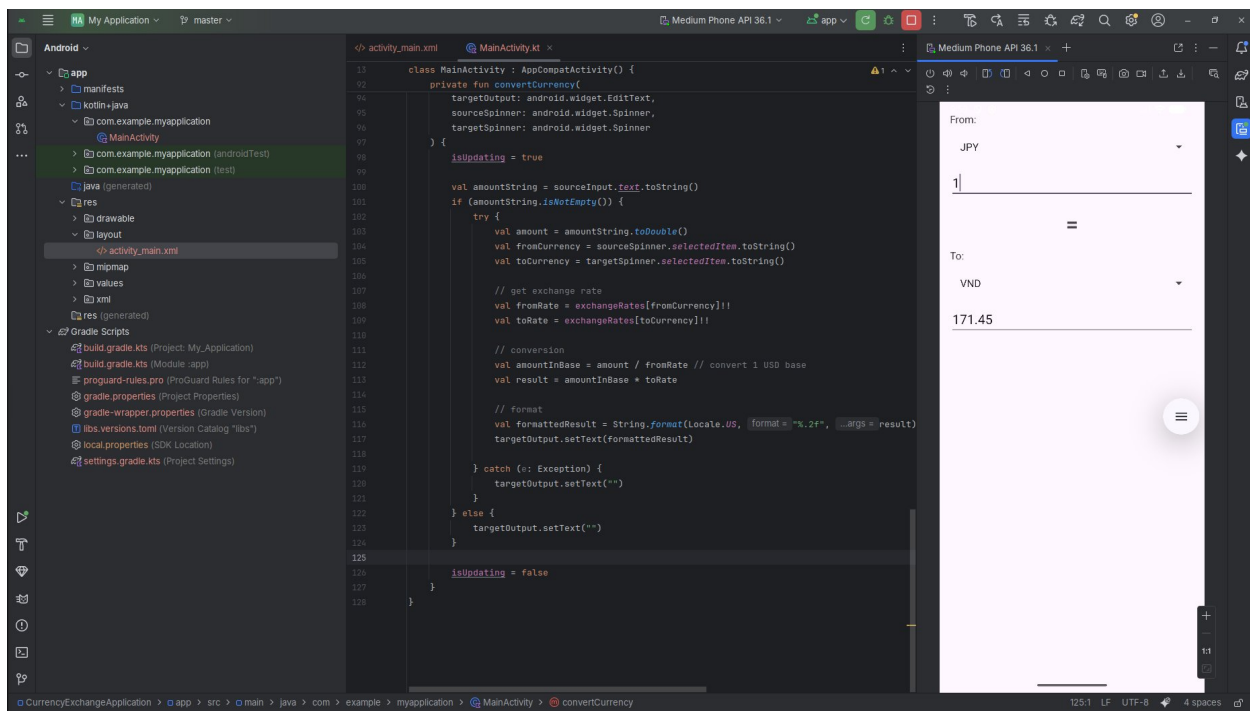 MA My Application master Medium Phone API 36.1 app
Android
app
manifests
kotlin+java
com.example.myapplication
MainActivity
com.example.myapplication (androidTest)
com.example.myapplication (test)
java (generated)
res
drawable
layout
activity_main.xml
mipmap
values
xml
res (generated)
Gradle Scripts
build.gradle.kts (Project: My_Application)
build.gradle.kts (Module :app)
proguard-rules.pro (ProGuard Rules for ":app")
gradle.properties (Project Properties)
gradle-wrapper.properties (Gradle Version)
libs.versions.toml (Version Catalog "libs")
local.properties (SDK Location)
settings.gradle.kts (Project Settings)
activity_main.xml MainActivity.kt
1
13 class MainActivity : AppCompatActivity() {
92 private fun convertCurrency(
94 targetOutput: android.widget.EditText,
95 sourceSpinner: android.widget.Spinner,
96 targetSpinner: android.widget.Spinner
97 ) {
98 isUpdating = true
99
100 val amountString = sourceInput.text.toString()
101 if (amountString.isNotEmpty()) {
102 try {
103 val amount = amountString.toDouble()
104 val fromCurrency = sourceSpinner.selectedItem.toString()
105 val toCurrency = targetSpinner.selectedItem.toString()
106
107 // get exchange rate
108 val fromRate = exchangeRates[fromCurrency]!!
109 val toRate = exchangeRates[toCurrency]!!
110
111 // conversion
112 val amountInBase = amount / fromRate // convert 1 USD base
113 val result = amountInBase * toRate
114
115 // format
116 val formattedResult = String.format(Locale.US, format = "%.2f", ...args = result)
117 targetOutput.setText(formattedResult)
118
119 } catch (e: Exception) {
120 targetOutput.setText("")
121 }
122 } else {
123 targetOutput.setText("")
124 }
125
126 isUpdating = false
127 }
128 }
Medium Phone API 36.1
From:
JPY
1
=
To:
VND
171.45
1:1
CurrencyExchangeApplication > app > src > main > java > com > example > myapplication > MainActivity > convertCurrency 125:1 LF UTF-8 4 spaces